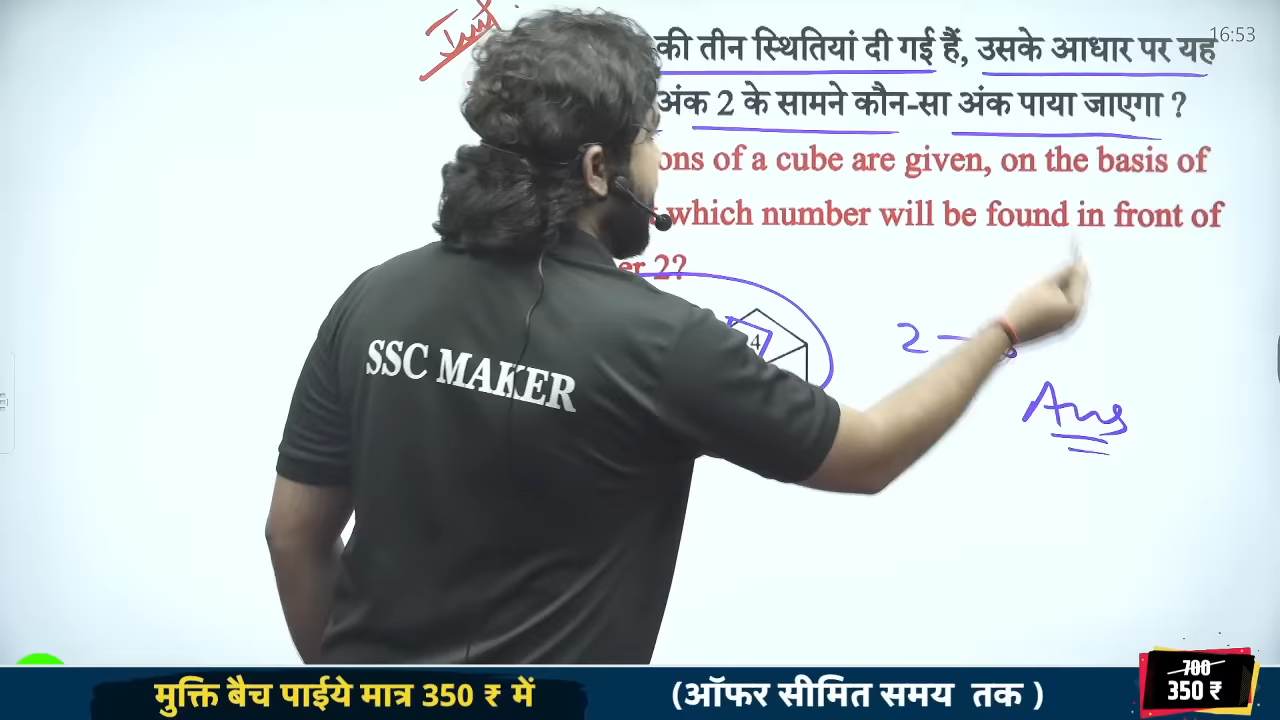 16:53
की तीन स्थितियां दी गई हैं, उसके आधार पर यह
अंक 2 के सामने कौन-सा अंक पाया जाएगा ?
ons of a cube are given, on the basis of
which number will be found in front of
er 2?
4
2 –
Ans
SSC MAKER
मुक्ति बैच पाईये मात्र 350 ₹ में
(ऑफर सीमित समय तक )
700
350 ₹